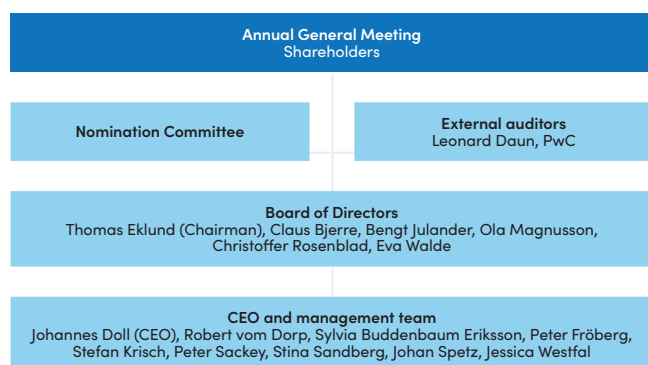 Annual General Meeting
Shareholders
Nomination Committee
External auditors
Leonard Daun, PwC
Board of Directors
Thomas Eklund (Chairman), Claus Bjerre, Bengt Julander, Ola Magnusson,
Christoffer Rosenblad, Eva Walde
CEO and management team
Johannes Doll (CEO), Robert vom Dorp, Sylvia Buddenbaum Eriksson, Peter Fröberg,
Stefan Krisch, Peter Sackey, Stina Sandberg, Johan Spetz, Jessica Westfal